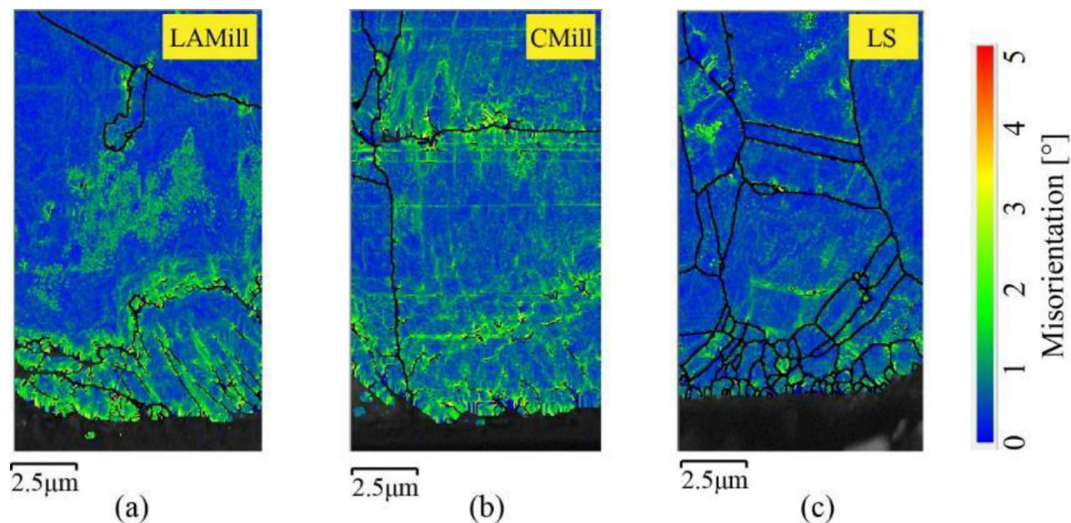 LAMill
CMill
LS
5
4
3
2
1
0
Misorientation [°]
2.5μm
2.5μm
2.5μm
(a)
(b)
(c)